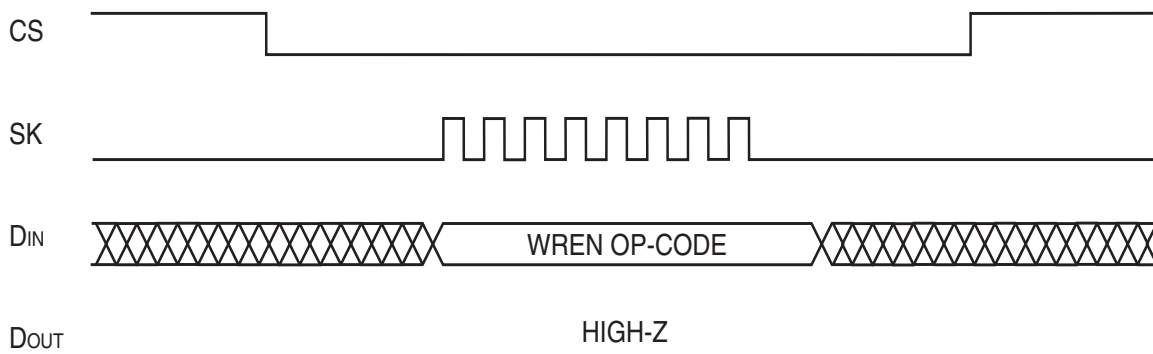 CS
SK
DIN
WREN OP-CODE
DOUT
HIGH-Z